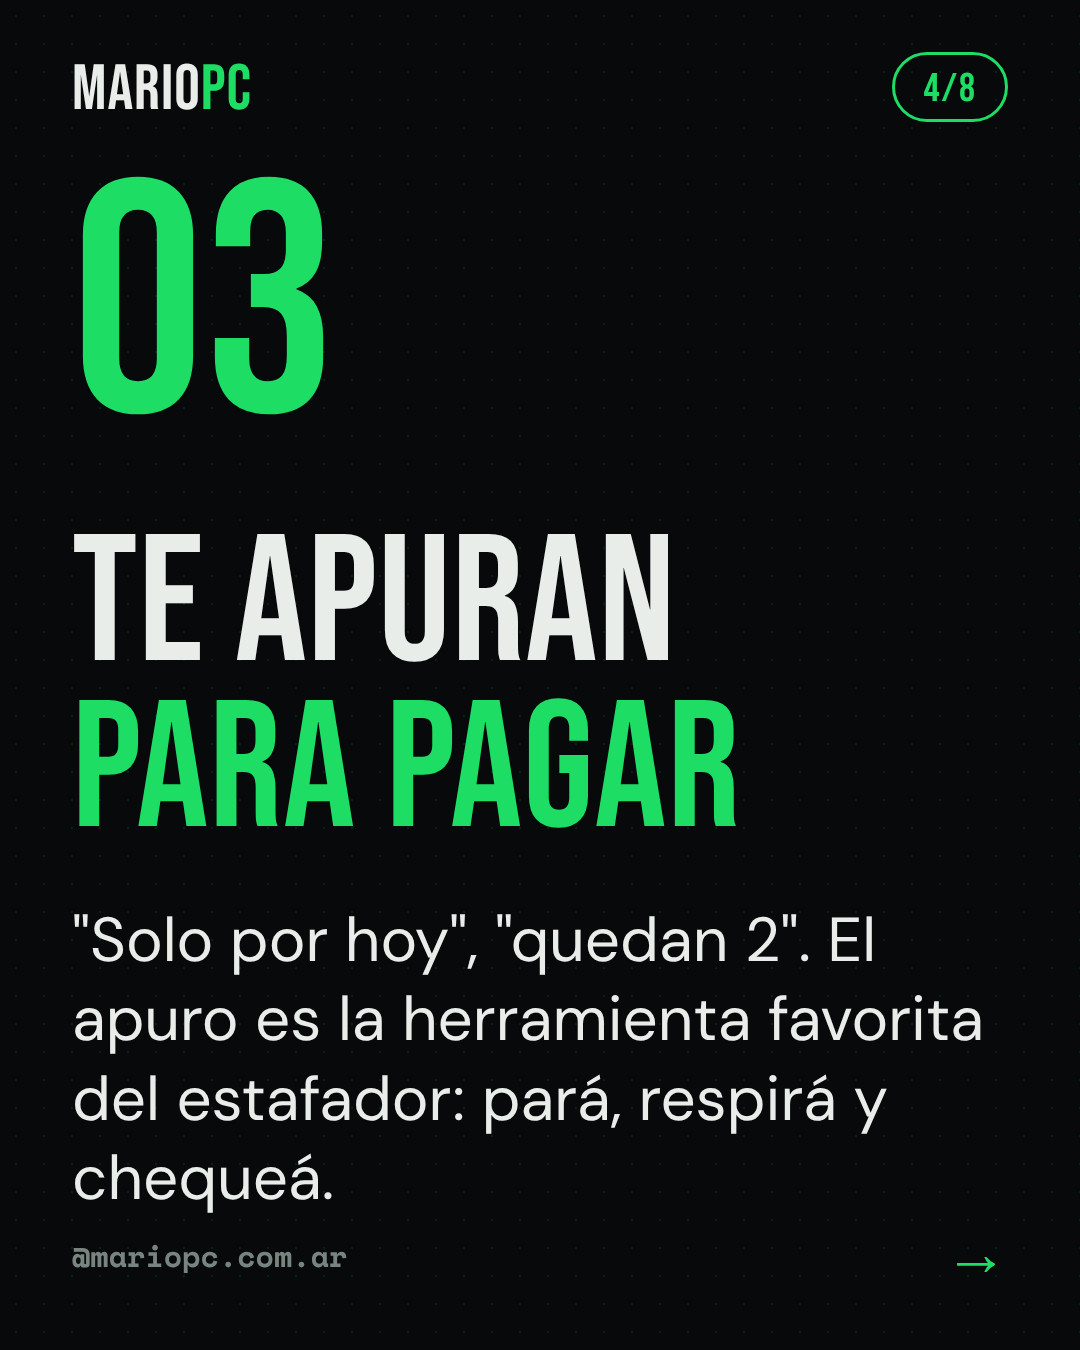 MARIOPC
4/8
03
TE APURAN
PARA PAGAR
"Solo por hoy", "quedan 2". El
apuro es la herramienta favorita
del estafador: pará, respirá y
chequeá.
@mariopc.com.ar
→